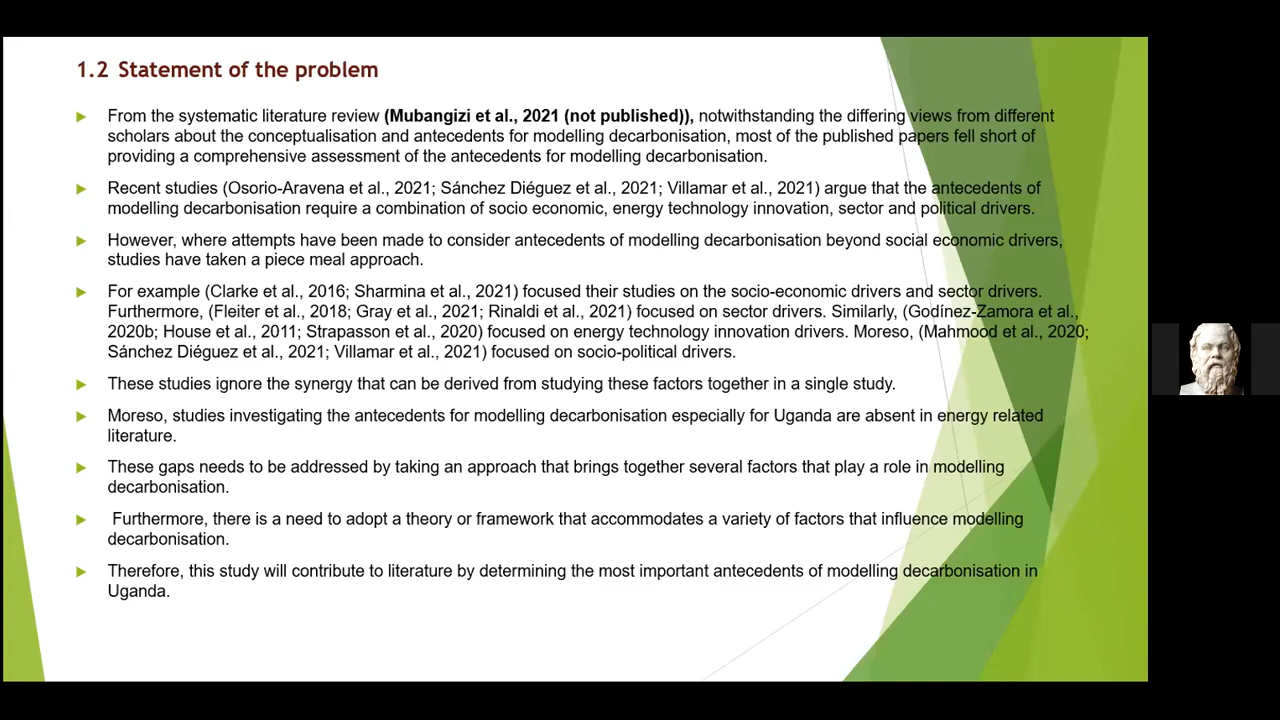 1.2 Statement of the problem
From the systematic literature review (Mubangizi et al., 2021 (not published)), notwithstanding the differing views from different
scholars about the conceptualisation and antecedents for modelling decarbonisation, most of the published papers fell short of
providing a comprehensive assessment of the antecedents for modelling decarbonisation.
Recent studies (Osorio-Aravena et al., 2021; Sánchez Diéguez et al., 2021; Villamar et al., 2021) argue that the antecedents of
modelling decarbonisation require a combination of socio economic, energy technology innovation, sector and political drivers.
However, where attempts have been made to consider antecedents of modelling decarbonisation beyond social economic drivers,
studies have taken a piece meal approach.
For example (Clarke et al., 2016; Sharmina et al., 2021) focused their studies on the socio-economic drivers and sector drivers.
Furthermore, (Fleiter et al., 2018; Gray et al., 2021; Rinaldi et al., 2021) focused on sector drivers. Similarly, (Godínez-Zamora et al.,
2020b; House et al., 2011; Strapasson et al., 2020) focused on energy technology innovation drivers. Moreso, (Mahmood et al., 2020;
Sánchez Diéguez et al., 2021; Villamar et al., 2021) focused on socio-political drivers.
These studies ignore the synergy that can be derived from studying these factors together in a single study.
Moreso, studies investigating the antecedents for modelling decarbonisation especially for Uganda are absent in energy related
literature.
These gaps needs to be addressed by taking an approach that brings together several factors that play a role in modelling
decarbonisation.
Furthermore, there is a need to adopt a theory or framework that accommodates a variety of factors that influence modelling
decarbonisation.
Therefore, this study will contribute to literature by determining the most important antecedents of modelling decarbonisation in
Uganda.